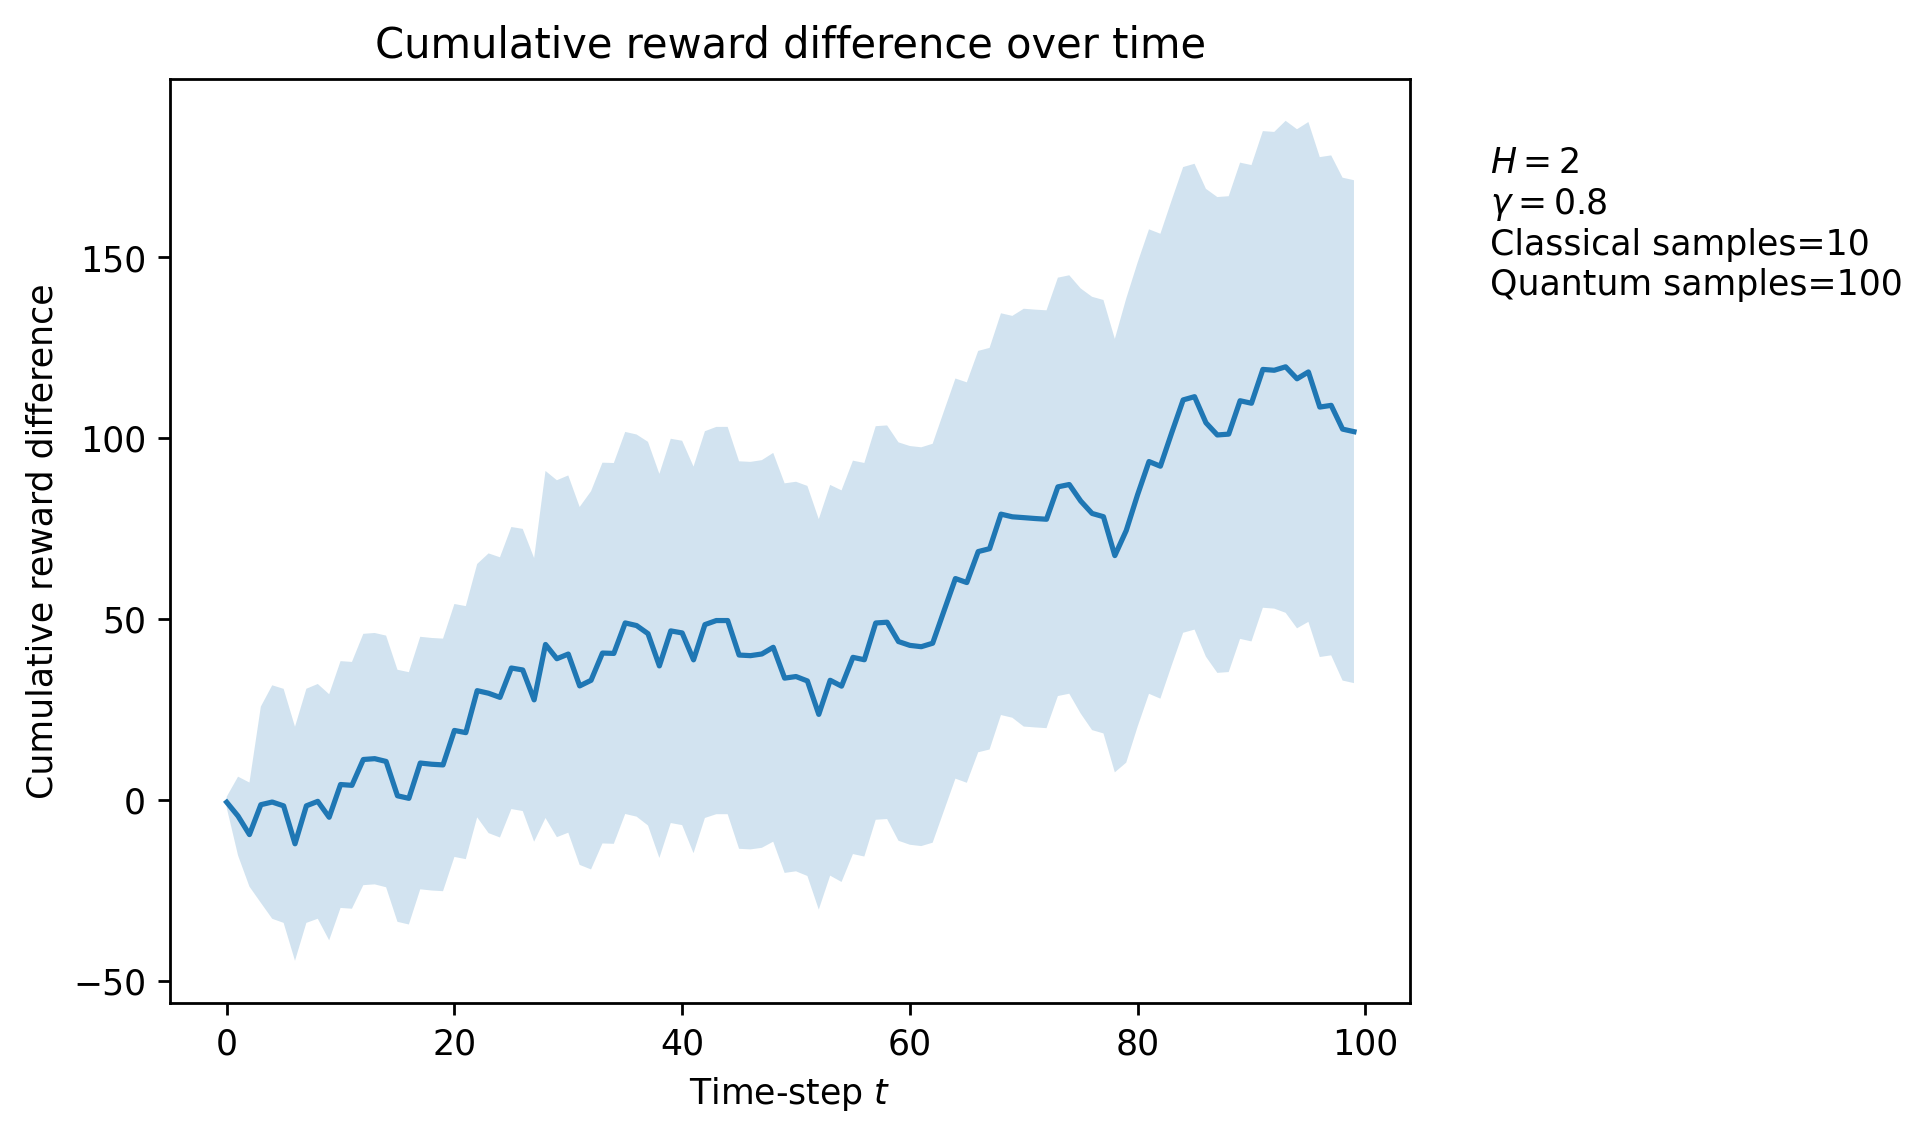 Cumulative reward difference over time
H = 2
γ = 0.8
Classical samples=10
Quantum samples=100
Cumulative reward difference
150
100
50
0
−50
0 20 40 60 80 100
Time-step t